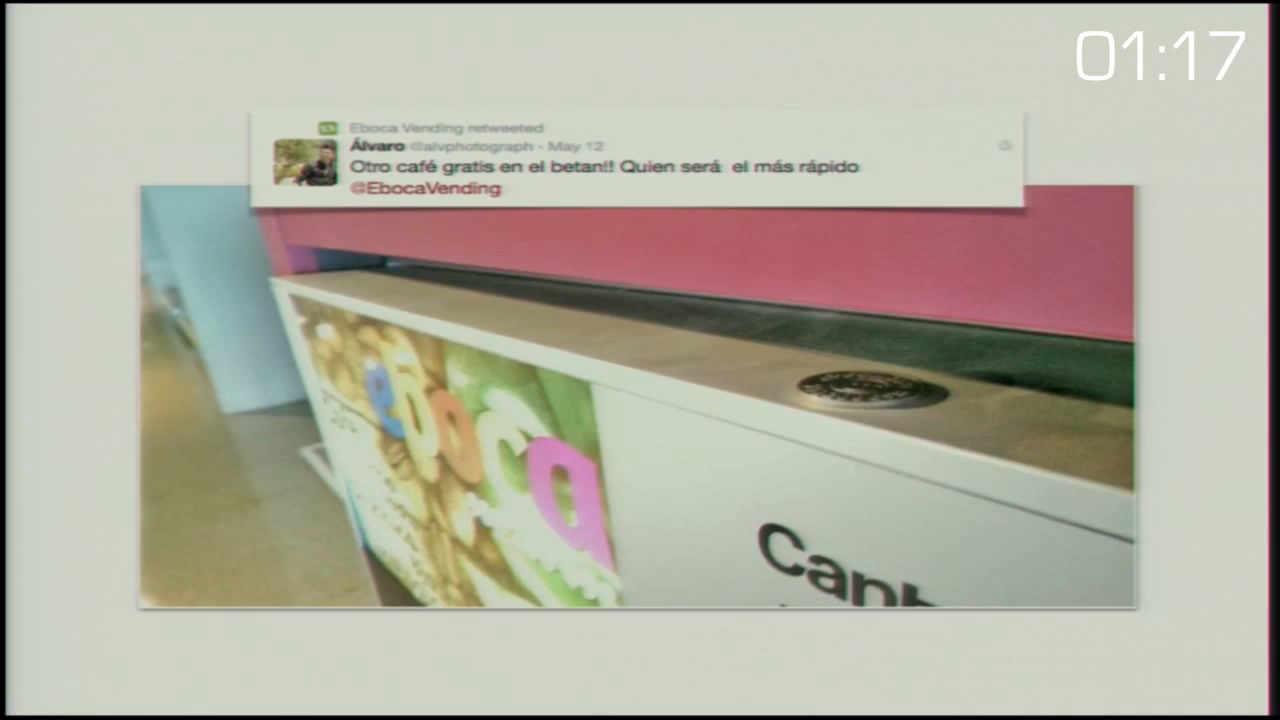 01:17
Eboca Vending retweeted
Álvaro @alvphotograph · May 12
Otro café gratis en el betan!! Quien será el más rápido
@EbocaVending
eboca